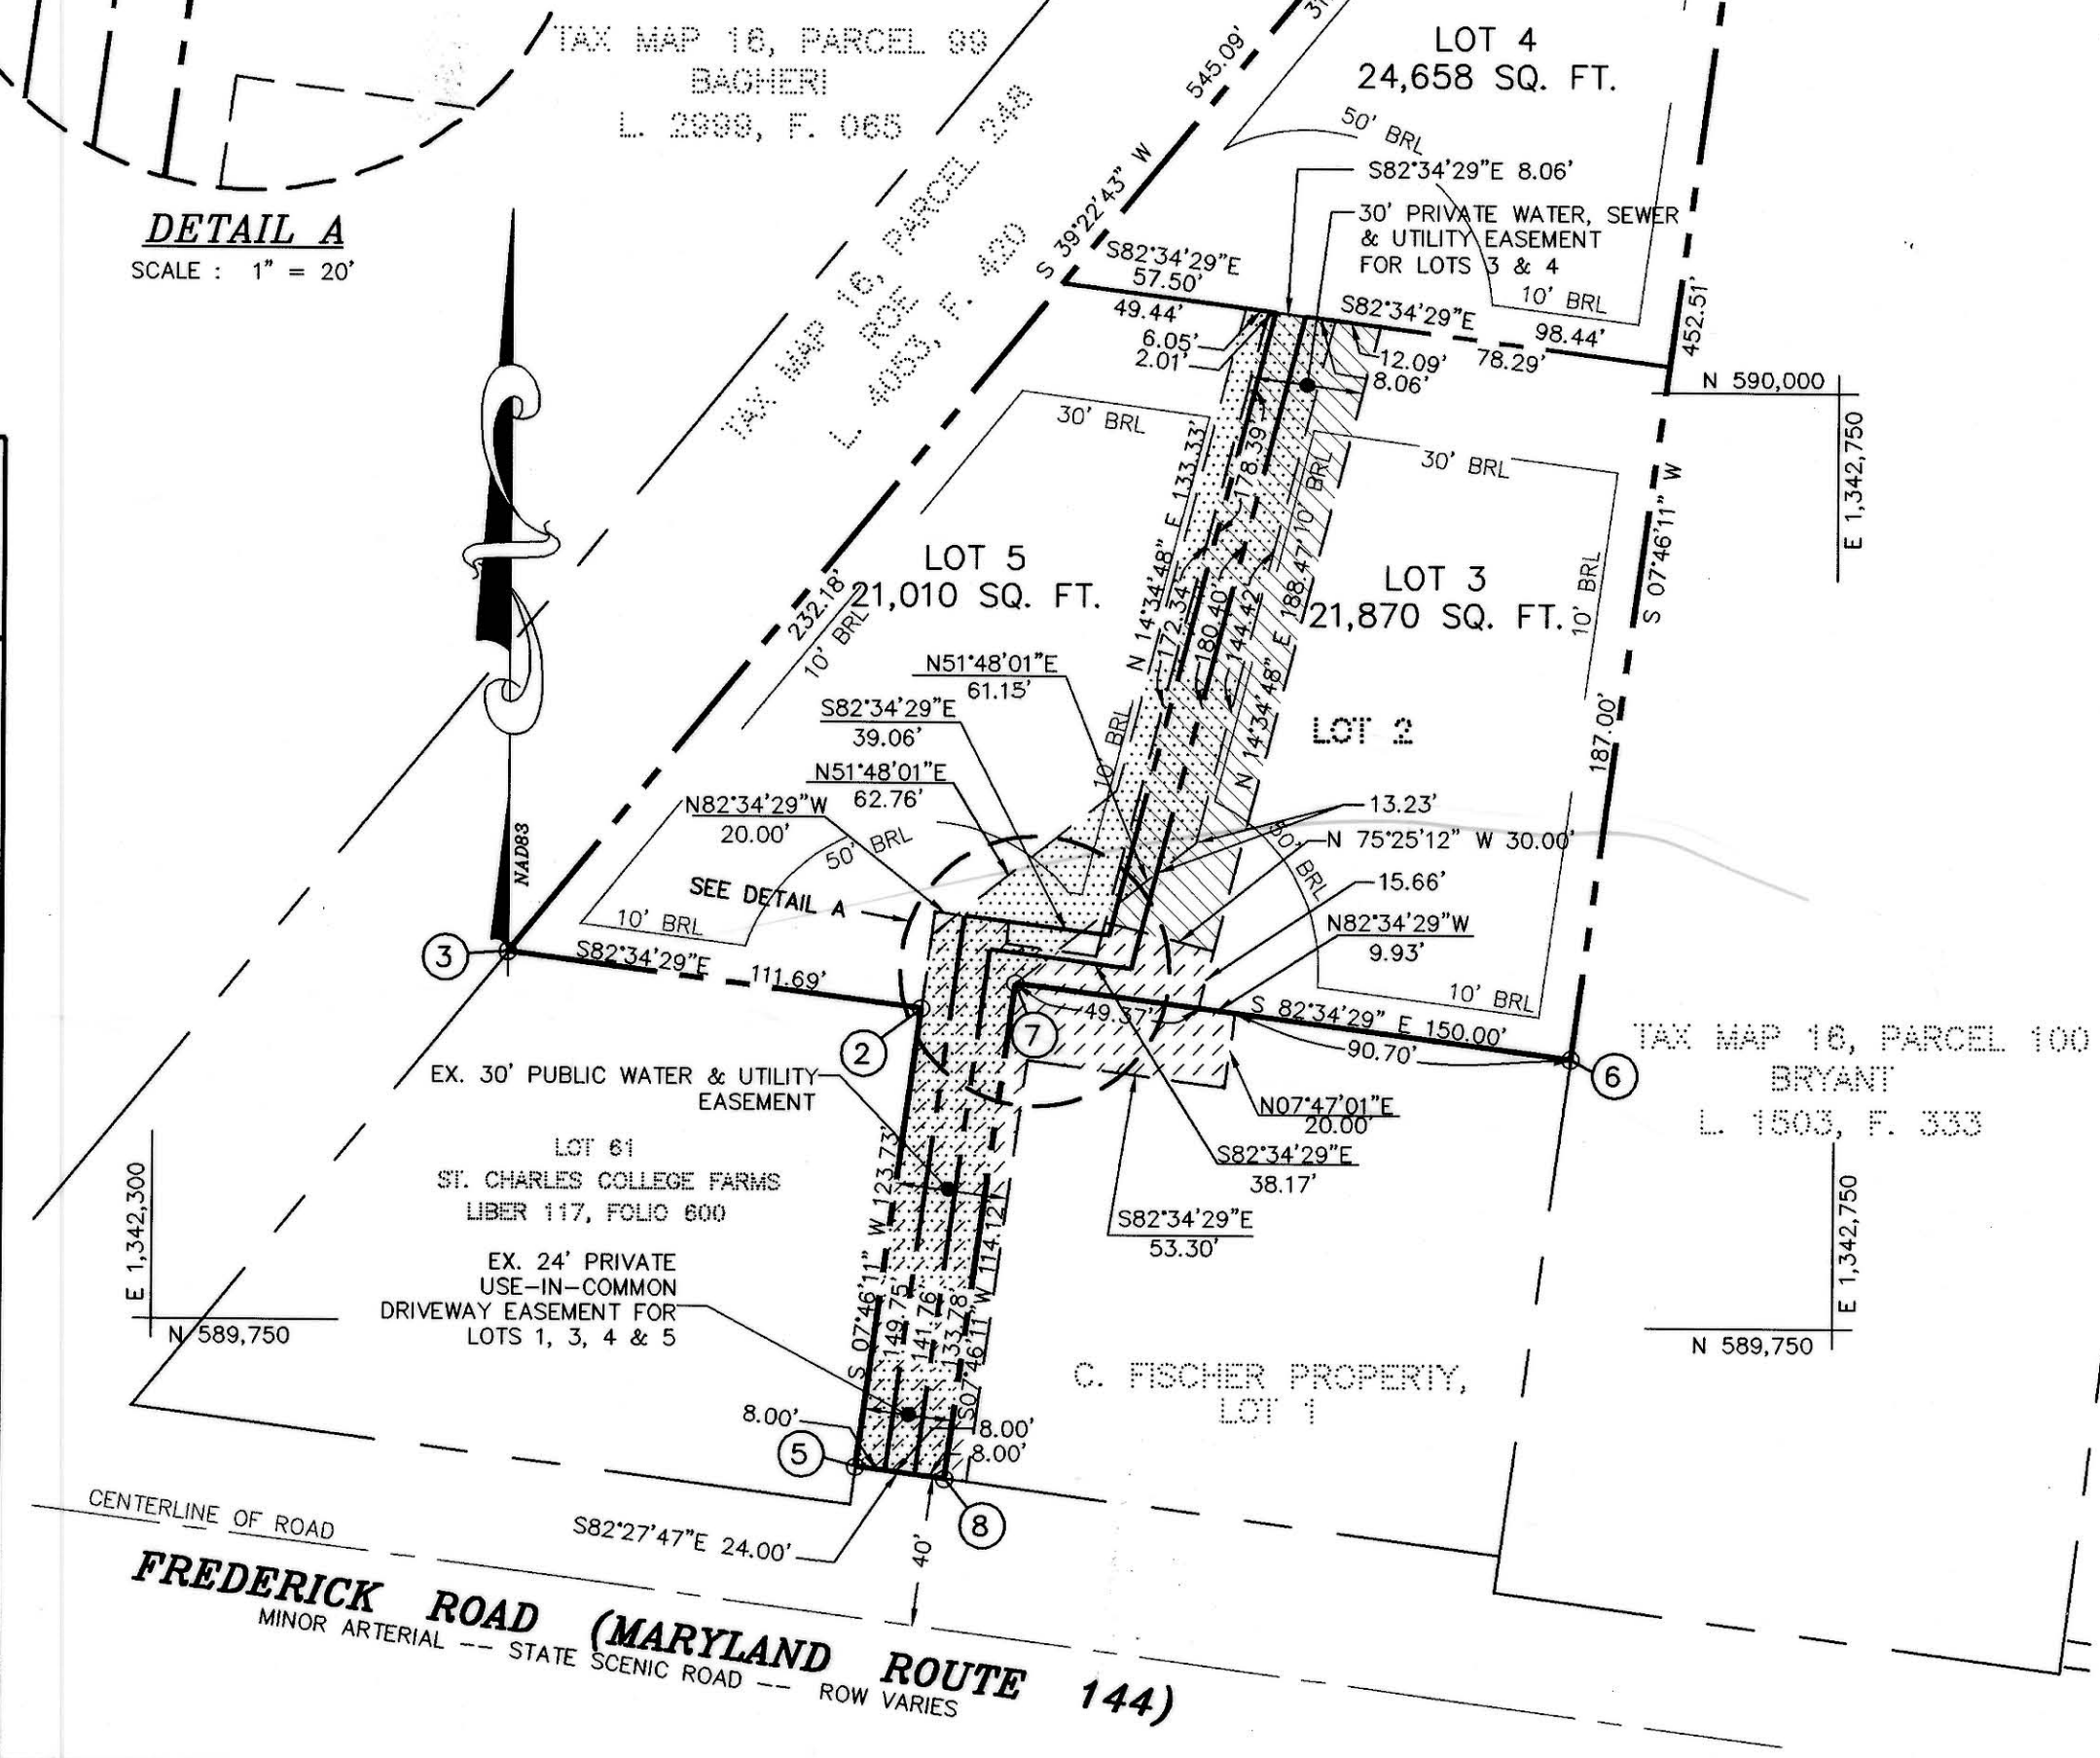 TAX MAP 16, PARCEL 99
BAGHERI
L. 2999, F. 065
DETAIL A
SCALE : 1" = 20'
TAX MAP 16, PARCEL 248
ROE
L. 4053, F. 420
545.09'
S 39°22'43" W
LOT 4
24,658 SQ. FT.
50' BRL
S82°34'29"E 8.06'
30' PRIVATE WATER, SEWER
& UTILITY EASEMENT
FOR LOTS 3 & 4
10' BRL
S82°34'29"E
57.50'
49.44'
6.05'
2.01'
S82°34'29"E
98.44'
78.29'
12.09'
8.06'
452.51'
N 590,000
E 1,342,750
30' BRL
30' BRL
N 14°34'48" E 133.33'
178.39'
10' BRL
S 07°46'11" W
LOT 5
21,010 SQ. FT.
LOT 3
21,870 SQ. FT.
10' BRL
232.18'
10' BRL
172.34'
180.40'
144.42'
N 14°34'48" E 188.47'
N51°48'01"E
61.15'
S82°34'29"E
39.06'
N51°48'01"E
62.76'
N82°34'29"W
20.00'
10' BRL
LOT 2
187.00'
13.23'
N 75°25'12" W 30.00'
15.66'
N82°34'29"W
9.93'
50' BRL
50' BRL
NAD83
SEE DETAIL A
10' BRL
10' BRL
3
S82°34'29"E
111.69'
49.37'
S 82°34'29" E 150.00'
90.70'
2
7
6
TAX MAP 16, PARCEL 100
BRYANT
L. 1503, F. 333
EX. 30' PUBLIC WATER & UTILITY
EASEMENT
N07°47'01"E
20.00'
S82°34'29"E
38.17'
S82°34'29"E
53.30'
LOT 61
ST. CHARLES COLLEGE FARMS
LIBER 117, FOLIO 600
S 07°46'11" W 123.73'
149.75'
141.76'
133.78'
S07°46'11"W 114.12'
EX. 24' PRIVATE
USE-IN-COMMON
DRIVEWAY EASEMENT FOR
LOTS 1, 3, 4 & 5
E 1,342,300
N 589,750
E 1,342,750
N 589,750
C. FISCHER PROPERTY,
LOT 1
8.00'
8.00'
8.00'
5
8
S82°27'47"E 24.00'
40'
CENTERLINE OF ROAD
FREDERICK ROAD (MARYLAND ROUTE 144)
MINOR ARTERIAL -- STATE SCENIC ROAD -- ROW VARIES